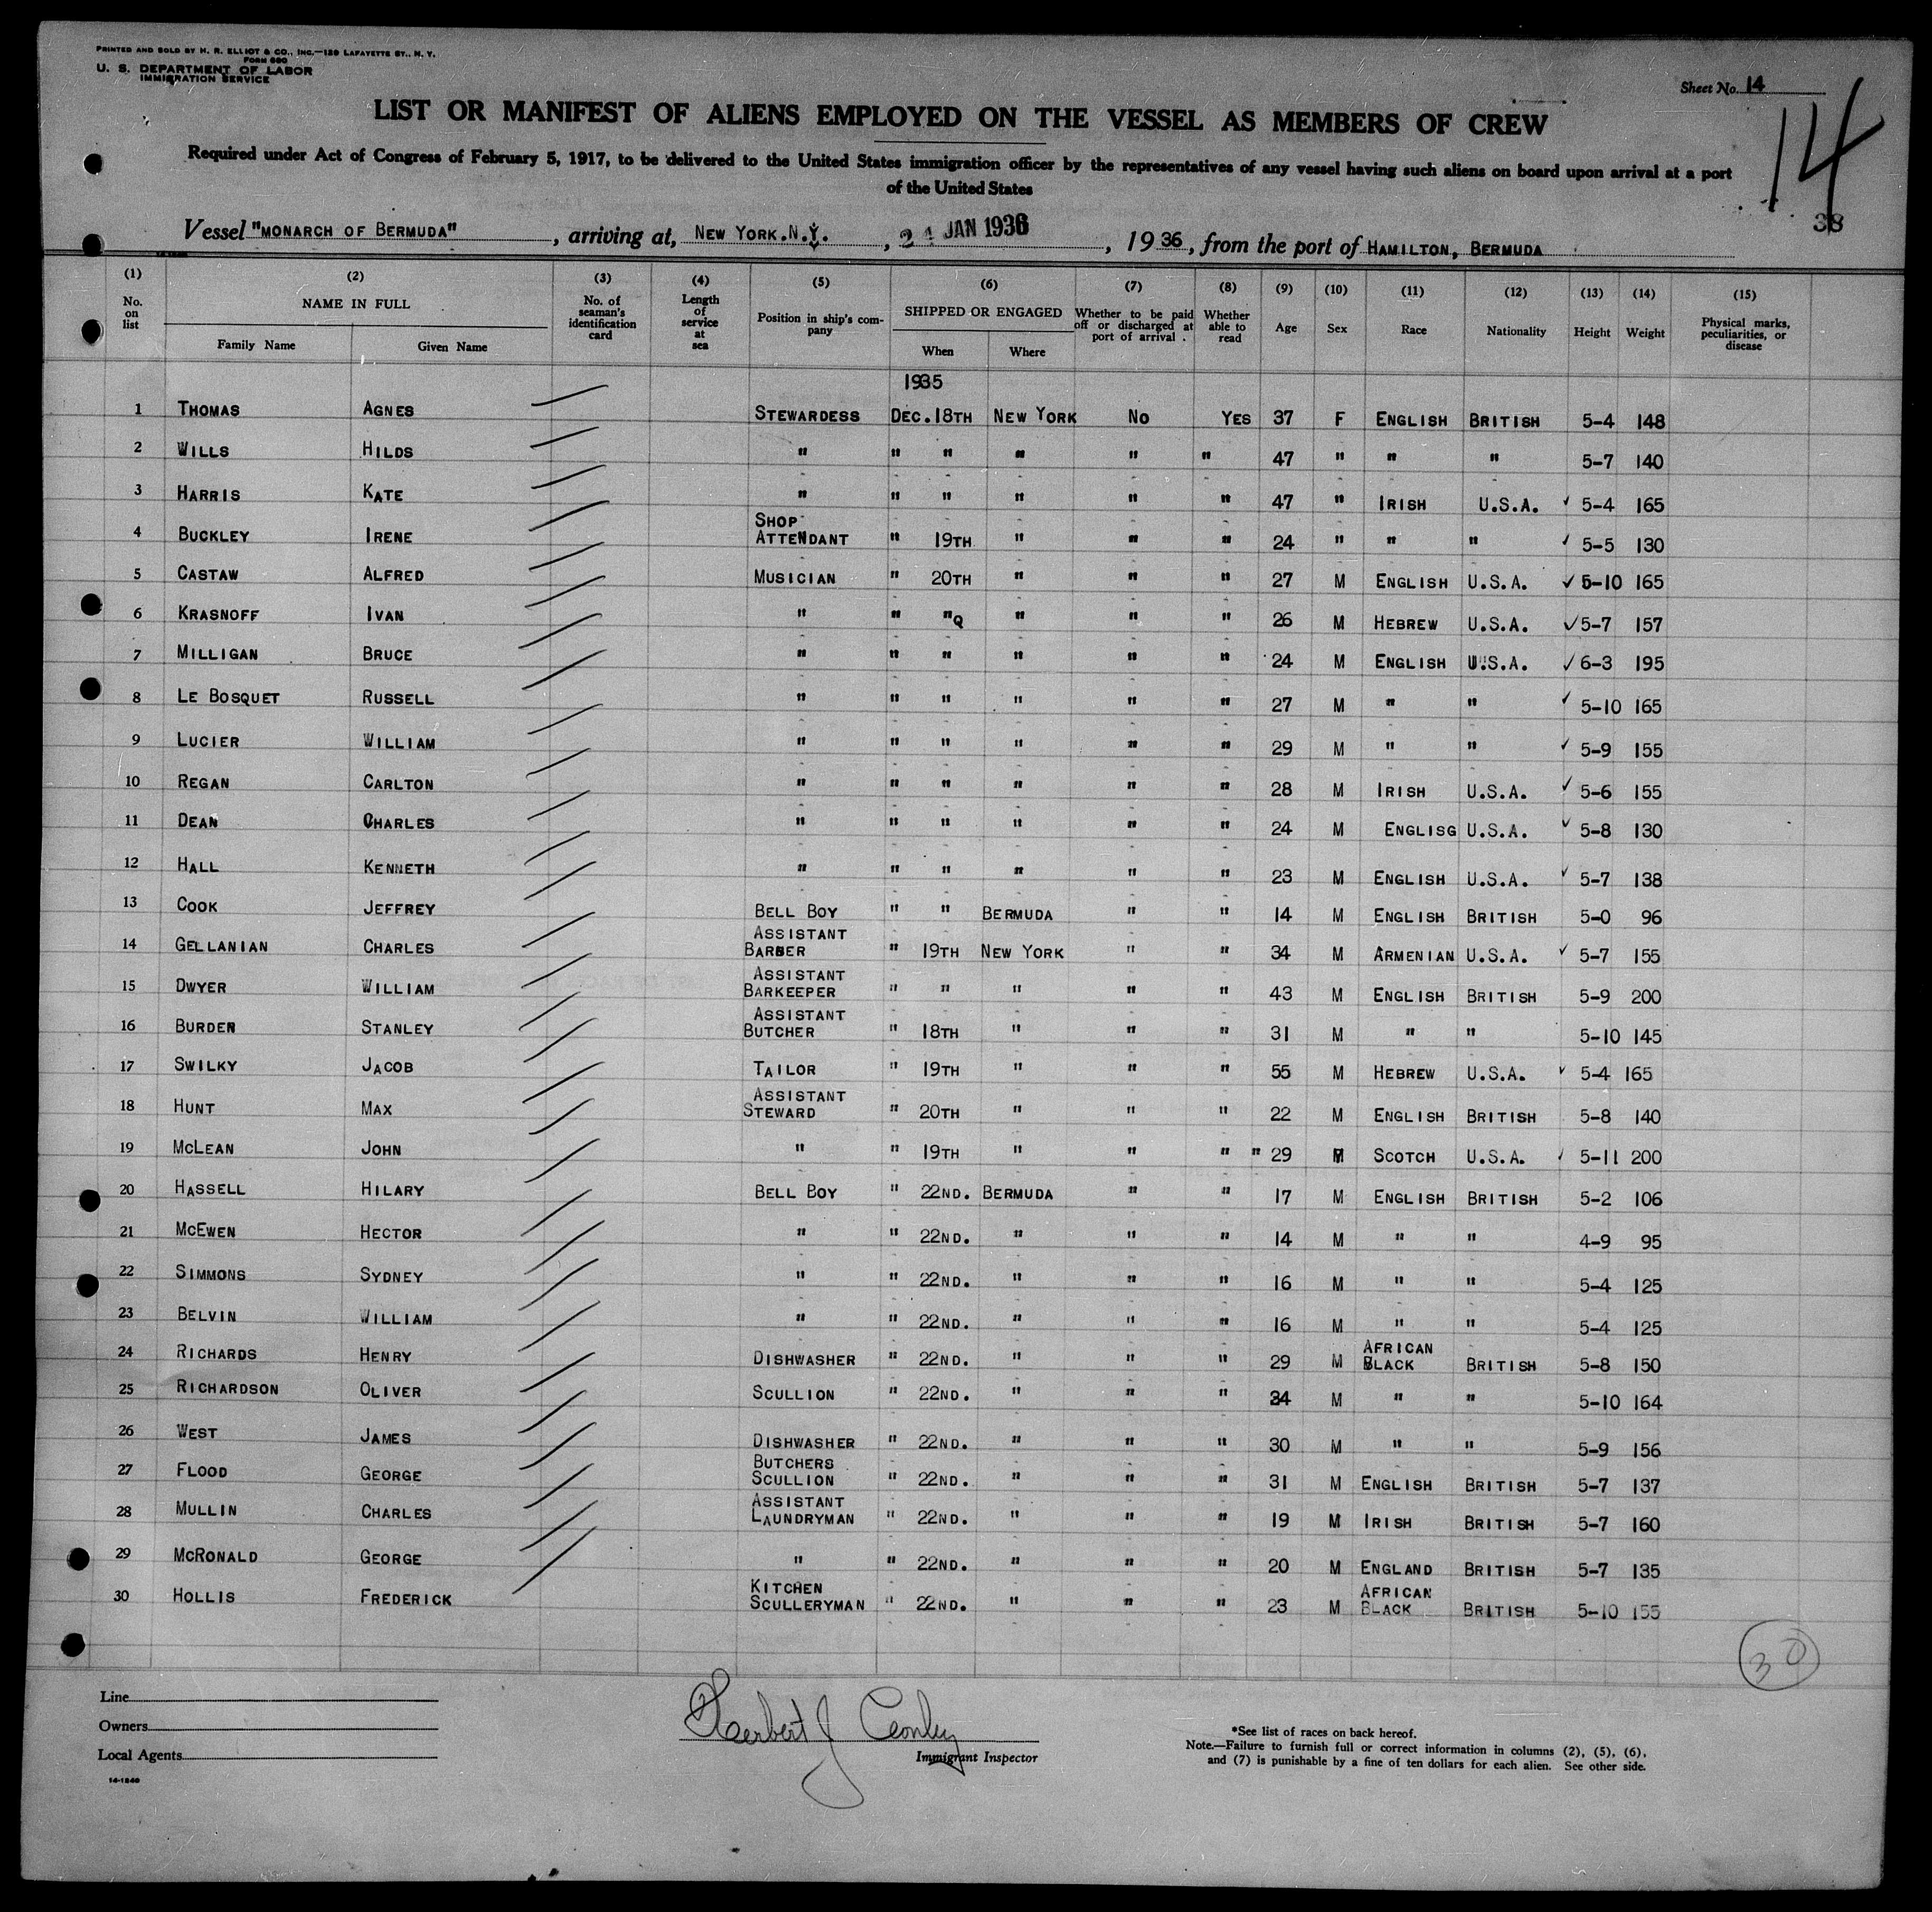 PRINTED AND SOLD BY H. R. ELLIOT & CO., INC.—129 LAFAYETTE ST., N. Y.
FORM 680
U. S. DEPARTMENT OF LABOR
IMMIGRATION SERVICE
Sheet No. 14
14
LIST OR MANIFEST OF ALIENS EMPLOYED ON THE VESSEL AS MEMBERS OF CREW
Required under Act of Congress of February 5, 1917, to be delivered to the United States immigration officer by the representatives of any vessel having such aliens on board upon arrival at a port
of the United States
38
Vessel "MONARCH OF BERMUDA", arriving at, NEW YORK.N.Y., 24 JAN 1936, 1936, from the port of HAMILTON, BERMUDA
(1) (2) (3) (4) (5) (6) (7) (8) (9) (10) (11) (12) (13) (14) (15)
No. on list NAME IN FULL Family Name Given Name No. of seaman's identification card Length of service at sea Position in ship's company SHIPPED OR ENGAGED When Where Whether to be paid off or discharged at port of arrival . Whether able to read Age Sex Race Nationality Height Weight Physical marks, peculiarities, or disease
1935
1 THOMAS AGNES STEWARDESS DEC.18TH NEW YORK NO YES 37 F ENGLISH BRITISH 5-4 148
2 WILLS HILDS " " " " " " 47 " " " 5-7 140
3 HARRIS KATE " " " " " " 47 " IRISH U.S.A. ✓ 5-4 165
4 BUCKLEY IRENE SHOP ATTENDANT " 19TH " " " 24 " " " ✓ 5-5 130
5 CASTAW ALFRED MUSICIAN " 20TH " " " 27 M ENGLISH U.S.A. ✓ 5-10 165
6 KRASNOFF IVAN " " "Q " " " 26 M HEBREW U.S.A. ✓ 5-7 157
7 MILLIGAN BRUCE " " " " " " 24 M ENGLISH U.S.A. ✓ 6-3 195
8 LE BOSQUET RUSSELL " " " " " " 27 M " " ✓ 5-10 165
9 LUCIER WILLIAM " " " " " " 29 M " " ✓ 5-9 155
10 REGAN CARLTON " " " " " " 28 M IRISH U.S.A. ✓ 5-6 155
11 DEAN CHARLES " " " " " " 24 M ENGLISG U.S.A. ✓ 5-8 130
12 HALL KENNETH " " " " " " 23 M ENGLISH U.S.A. ✓ 5-7 138
13 COOK JEFFREY BELL BOY " " BERMUDA " " 14 M ENGLISH BRITISH 5-0 96
14 GELLANIAN CHARLES ASSISTANT BARBER " 19TH NEW YORK " " 34 M ARMENIAN U.S.A. ✓ 5-7 155
15 DWYER WILLIAM ASSISTANT BARKEEPER " " " " " 43 M ENGLISH BRITISH 5-9 200
16 BURDEN STANLEY ASSISTANT BUTCHER " 18TH " " " 31 M " " 5-10 145
17 SWILKY JACOB TAILOR " 19TH " " " 55 M HEBREW U.S.A. ✓ 5-4 165
18 HUNT MAX ASSISTANT STEWARD " 20TH " " " 22 M ENGLISH BRITISH 5-8 140
19 MCLEAN JOHN " " 19TH " " " " 29 M SCOTCH U.S.A. ✓ 5-11 200
20 HASSELL HILARY BELL BOY " 22ND. BERMUDA " " 17 M ENGLISH BRITISH 5-2 106
21 MCEWEN HECTOR " " 22ND. " " " 14 M " " 4-9 95
22 SIMMONS SYDNEY " " 22ND. " " " 16 M " " 5-4 125
23 BELVIN WILLIAM " " 22ND. " " " 16 M " " 5-4 125
24 RICHARDS HENRY DISHWASHER " 22ND. " " " 29 M AFRICAN BLACK BRITISH 5-8 150
25 RICHARDSON OLIVER SCULLION " 22ND. " " " 34 M " " 5-10 164
26 WEST JAMES DISHWASHER " 22ND. " " " 30 M " " 5-9 156
27 FLOOD GEORGE BUTCHERS SCULLION " 22ND. " " " 31 M ENGLISH BRITISH 5-7 137
28 MULLIN CHARLES ASSISTANT LAUNDRYMAN " 22ND. " " " 19 M IRISH BRITISH 5-7 160
29 MCRONALD GEORGE " " 22ND. " " " 20 M ENGLAND BRITISH 5-7 135
30 HOLLIS FREDERICK KITCHEN SCULLERYMAN " 22ND. " " " 23 M AFRICAN BLACK BRITISH 5-10 155
30
Line
Owners
Local Agents
14-1240
Herbert J Conley
Immigrant Inspector
*See list of races on back hereof.
Note.—Failure to furnish full or correct information in columns (2), (5), (6),
and (7) is punishable by a fine of ten dollars for each alien. See other side.